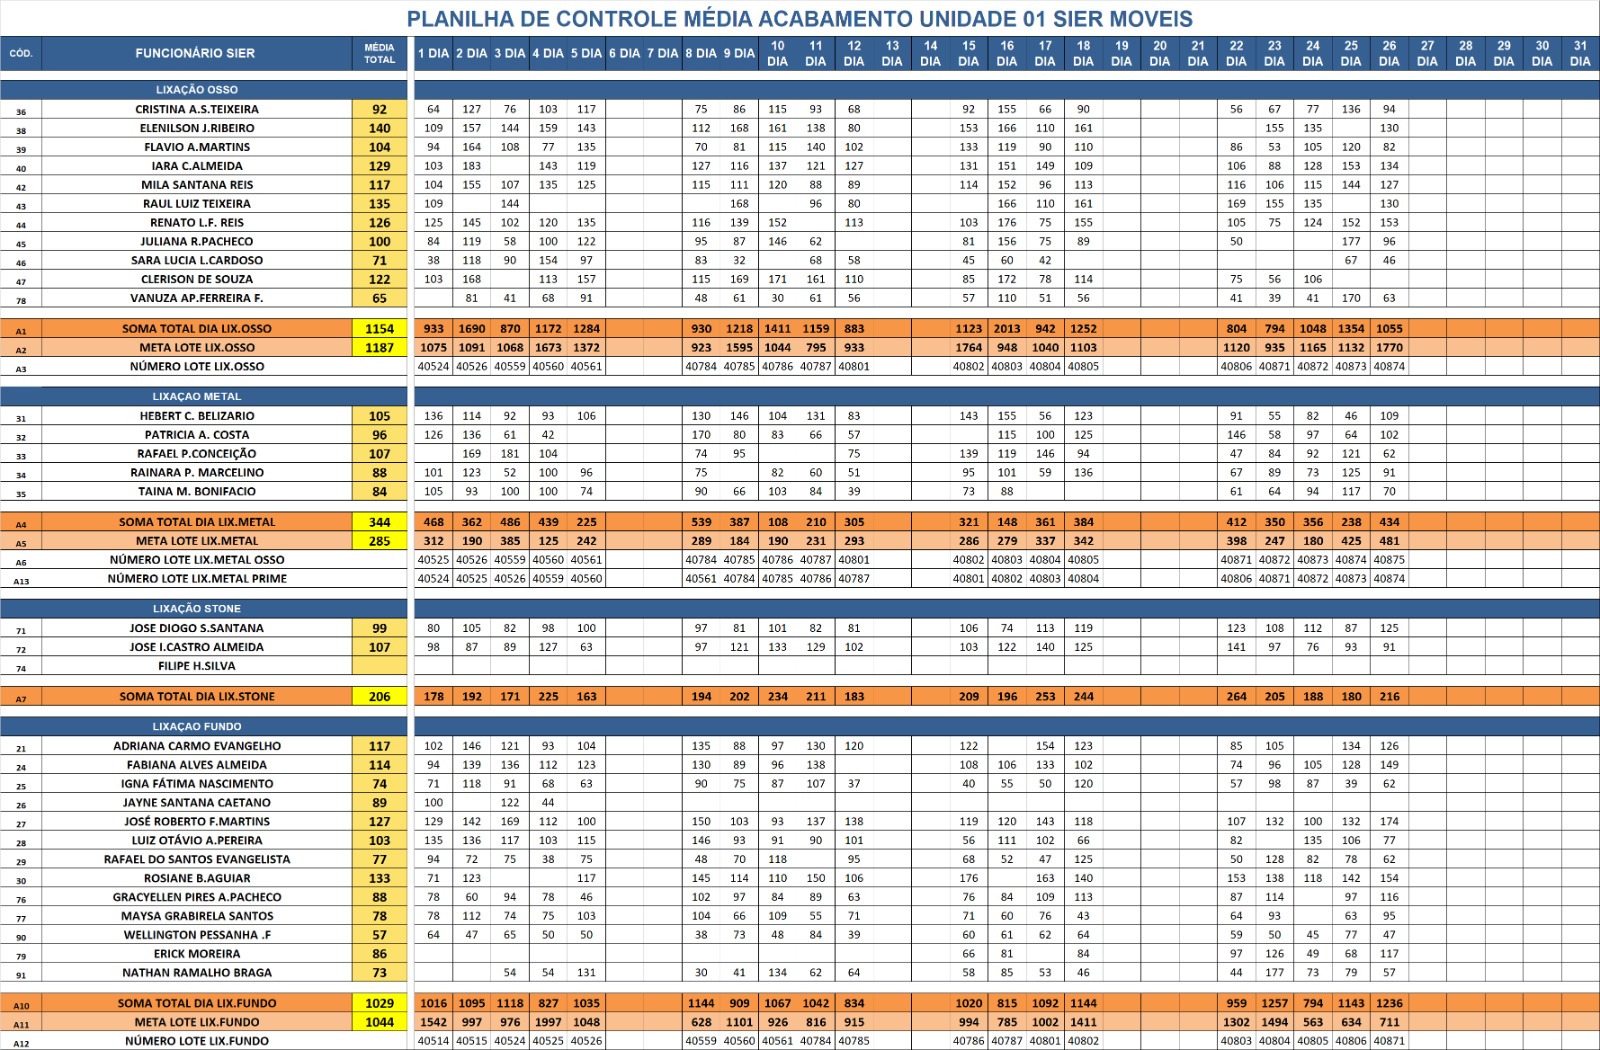 PLANILHA DE CONTROLE MÉDIA ACABAMENTO UNIDADE 01 SIER MOVEIS
CÓD. FUNCIONÁRIO SIER MÉDIA TOTAL 1 DIA 2 DIA 3 DIA 4 DIA 5 DIA 6 DIA 7 DIA 8 DIA 9 DIA 10 DIA 11 DIA 12 DIA 13 DIA 14 DIA 15 DIA 16 DIA 17 DIA 18 DIA 19 DIA 20 DIA 21 DIA 22 DIA 23 DIA 24 DIA 25 DIA 26 DIA 27 DIA 28 DIA 29 DIA 30 DIA 31 DIA
LIXAÇÃO OSSO
36 CRISTINA A.S.TEIXEIRA 92 64 127 76 103 117 75 86 115 93 68 92 155 66 90 56 67 77 136 94
38 ELENILSON J.RIBEIRO 140 109 157 144 159 143 112 168 161 138 80 153 166 110 161 155 135 130
39 FLAVIO A.MARTINS 104 94 164 108 77 135 70 81 115 140 102 133 119 90 110 86 53 105 120 82
40 IARA C.ALMEIDA 129 103 183 143 119 127 116 137 121 127 131 151 149 109 106 88 128 153 134
42 MILA SANTANA REIS 117 104 155 107 135 125 115 111 120 88 89 114 152 96 113 116 106 115 144 127
43 RAUL LUIZ TEIXEIRA 135 109 144 168 96 80 166 110 161 169 155 135 130
44 RENATO L.F. REIS 126 125 145 102 120 135 116 139 152 113 103 176 75 155 105 75 124 152 153
45 JULIANA R.PACHECO 100 84 119 58 100 122 95 87 146 62 81 156 75 89 50 177 96
46 SARA LUCIA L.CARDOSO 71 38 118 90 154 97 83 32 68 58 45 60 42 67 46
47 CLERISON DE SOUZA 122 103 168 113 157 115 169 171 161 110 85 172 78 114 75 56 106
78 VANUZA AP.FERREIRA F. 65 81 41 68 91 48 61 30 61 56 57 110 51 56 41 39 41 170 63
A1 SOMA TOTAL DIA LIX.OSSO 1154 933 1690 870 1172 1284 930 1218 1411 1159 883 1123 2013 942 1252 804 794 1048 1354 1055
A2 META LOTE LIX.OSSO 1187 1075 1091 1068 1673 1372 923 1595 1044 795 933 1764 948 1040 1103 1120 935 1165 1132 1770
A3 NÚMERO LOTE LIX.OSSO 40524 40526 40559 40560 40561 40784 40785 40786 40787 40801 40802 40803 40804 40805 40806 40871 40872 40873 40874
LIXAÇAO METAL
31 HEBERT C. BELIZARIO 105 136 114 92 93 106 130 146 104 131 83 143 155 56 123 91 55 82 46 109
32 PATRICIA A. COSTA 96 126 136 61 42 170 80 83 66 57 115 100 125 146 58 97 64 102
33 RAFAEL P.CONCEIÇÃO 107 169 181 104 74 95 75 139 119 146 94 47 84 92 121 62
34 RAINARA P. MARCELINO 88 101 123 52 100 96 75 82 60 51 95 101 59 136 67 89 73 125 91
35 TAINA M. BONIFACIO 84 105 93 100 100 74 90 66 103 84 39 73 88 61 64 94 117 70
A4 SOMA TOTAL DIA LIX.METAL 344 468 362 486 439 225 539 387 108 210 305 321 148 361 384 412 350 356 238 434
A5 META LOTE LIX.METAL 285 312 190 385 125 242 289 184 190 231 293 286 279 337 342 398 247 180 425 481
A6 NÚMERO LOTE LIX.METAL OSSO 40525 40526 40559 40560 40561 40784 40785 40786 40787 40801 40802 40803 40804 40805 40871 40872 40873 40874 40875
A13 NÚMERO LOTE LIX.METAL PRIME 40524 40525 40526 40559 40560 40561 40784 40785 40786 40787 40801 40802 40803 40804 40806 40871 40872 40873 40874
LIXAÇÃO STONE
71 JOSE DIOGO S.SANTANA 99 80 105 82 98 100 97 81 101 82 81 106 74 113 119 123 108 112 87 125
72 JOSE I.CASTRO ALMEIDA 107 98 87 89 127 63 97 121 133 129 102 103 122 140 125 141 97 76 93 91
74 FILIPE H.SILVA
A7 SOMA TOTAL DIA LIX.STONE 206 178 192 171 225 163 194 202 234 211 183 209 196 253 244 264 205 188 180 216
LIXAÇAO FUNDO
21 ADRIANA CARMO EVANGELHO 117 102 146 121 93 104 135 88 97 130 120 122 154 123 85 105 134 126
24 FABIANA ALVES ALMEIDA 114 94 139 136 112 123 130 89 96 138 108 106 133 102 74 96 105 128 149
25 IGNA FÁTIMA NASCIMENTO 74 71 118 91 68 63 90 75 87 107 37 40 55 50 120 57 98 87 39 62
26 JAYNE SANTANA CAETANO 89 100 122 44
27 JOSÉ ROBERTO F.MARTINS 127 129 142 169 112 100 150 103 93 137 138 119 120 143 118 107 132 100 132 174
28 LUIZ OTÁVIO A.PEREIRA 103 135 136 117 103 115 146 93 91 90 101 56 111 102 66 82 135 106 77
29 RAFAEL DO SANTOS EVANGELISTA 77 94 72 75 38 75 48 70 118 95 68 52 47 125 50 128 82 78 62
30 ROSIANE B.AGUIAR 133 71 123 117 145 114 110 150 106 176 163 140 153 138 118 142 154
76 GRACYELLEN PIRES A.PACHECO 88 78 60 94 78 46 102 97 84 89 63 76 84 109 113 87 114 97 116
77 MAYSA GRABIRELA SANTOS 78 78 112 74 75 103 104 66 109 55 71 71 60 76 43 64 93 63 95
90 WELLINGTON PESSANHA .F 57 64 47 65 50 50 38 73 48 84 39 60 61 62 64 59 50 45 77 47
79 ERICK MOREIRA 86 66 81 84 97 126 49 68 117
91 NATHAN RAMALHO BRAGA 73 54 54 131 30 41 134 62 64 58 85 53 46 44 177 73 79 57
A10 SOMA TOTAL DIA LIX.FUNDO 1029 1016 1095 1118 827 1035 1144 909 1067 1042 834 1020 815 1092 1144 959 1257 794 1143 1236
A11 META LOTE LIX.FUNDO 1044 1542 997 976 1997 1048 628 1101 926 816 915 994 785 1002 1411 1302 1494 563 634 711
A12 NÚMERO LOTE LIX.FUNDO 40514 40515 40524 40525 40526 40559 40560 40561 40784 40785 40786 40787 40801 40802 40803 40804 40805 40806 40871